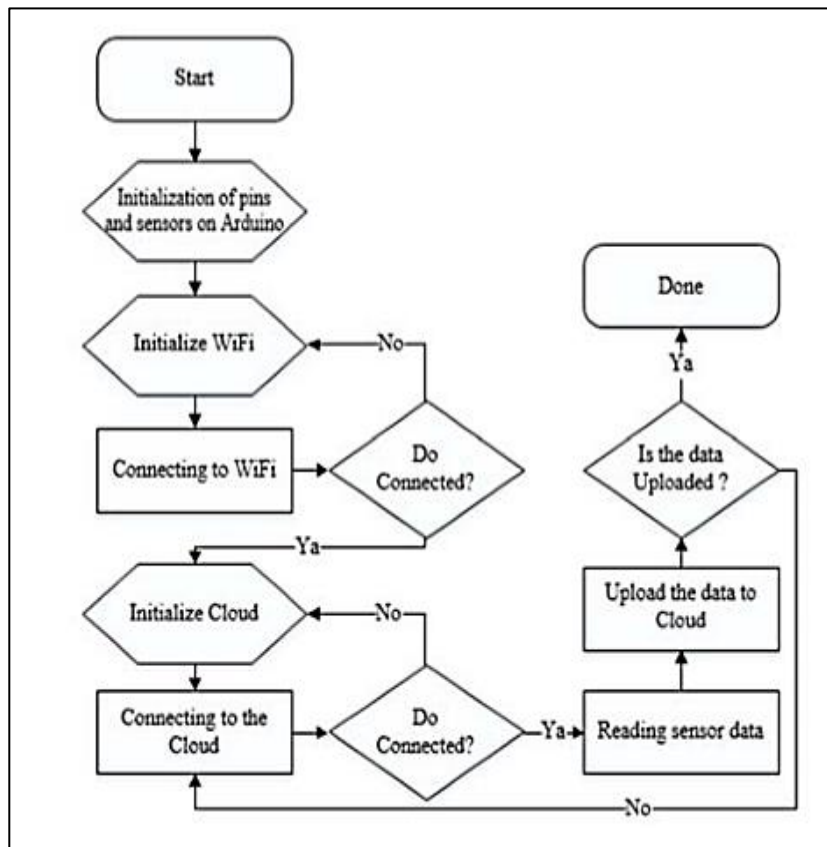 Start
Initialization of pins
and sensors on Arduino
Initialize WiFi
No
Connecting to WiFi
Do
Connected?
Ya
Initialize Cloud
No
Connecting to the
Cloud
Do
Connected?
Ya
Reading sensor data
Upload the data to
Cloud
Is the data
Uploaded ?
Ya
Done
No